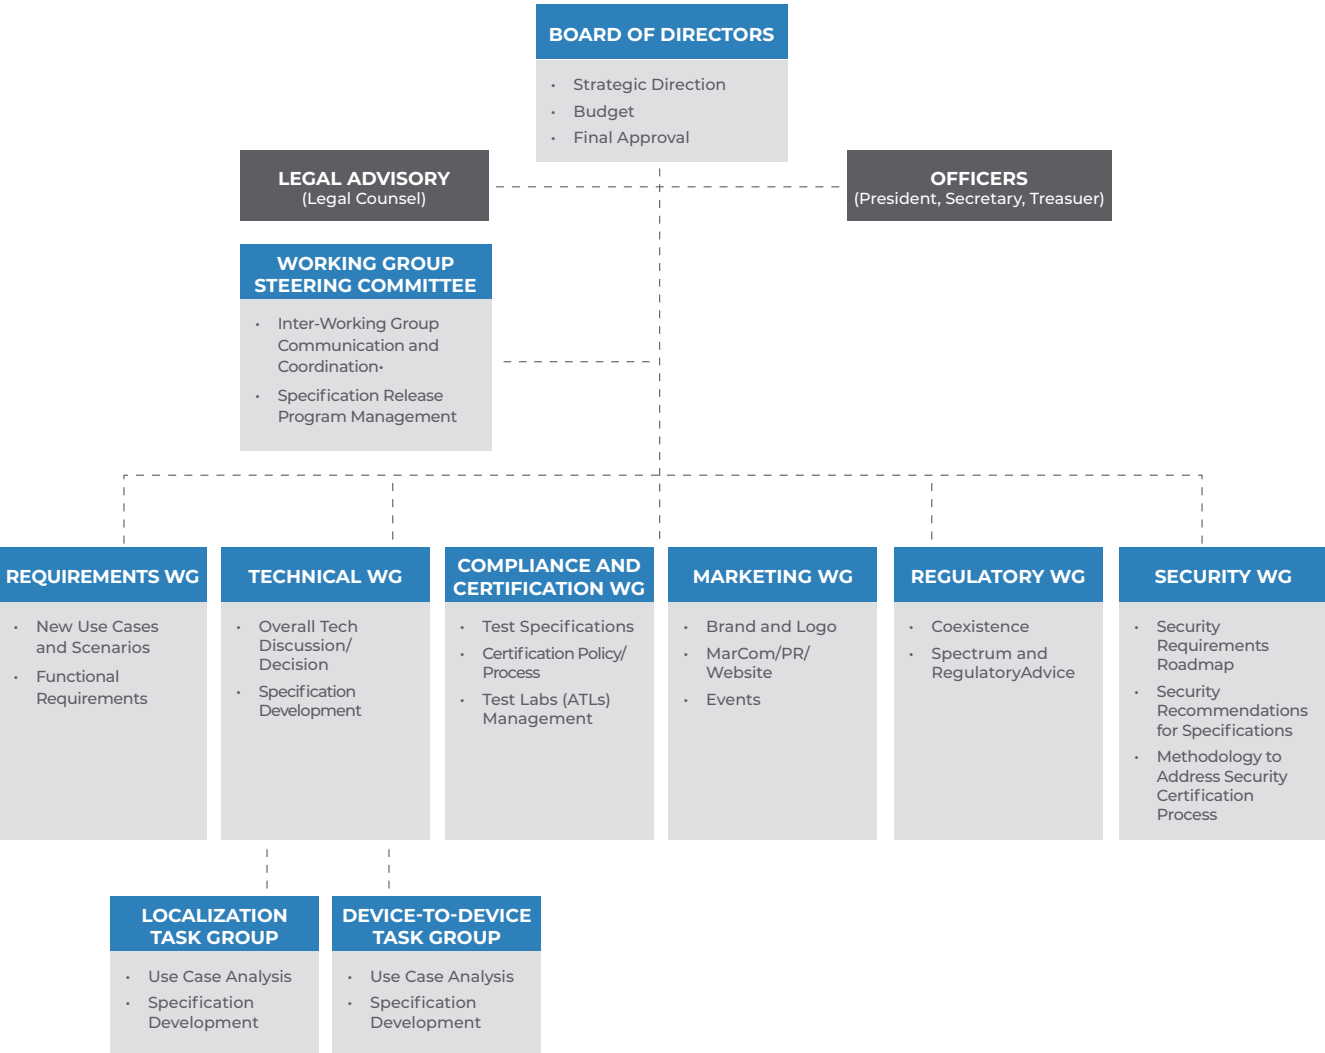 BOARD OF DIRECTORS
• Strategic Direction
• Budget
• Final Approval
LEGAL ADVISORY
(Legal Counsel)
OFFICERS
(President, Secretary, Treasuer)
WORKING GROUP
STEERING COMMITTEE
• Inter-Working Group
Communication and
Coordination•
• Specification Release
Program Management
REQUIREMENTS WG
• New Use Cases
and Scenarios
• Functional
Requirements
TECHNICAL WG
• Overall Tech
Discussion/
Decision
• Specification
Development
COMPLIANCE AND
CERTIFICATION WG
• Test Specifications
• Certification Policy/
Process
• Test Labs (ATLs)
Management
MARKETING WG
• Brand and Logo
• MarCom/PR/
Website
• Events
REGULATORY WG
• Coexistence
• Spectrum and
RegulatoryAdvice
SECURITY WG
• Security
Requirements
Roadmap
• Security
Recommendations
for Specifications
• Methodology to
Address Security
Certification
Process
LOCALIZATION
TASK GROUP
• Use Case Analysis
• Specification
Development
DEVICE-TO-DEVICE
TASK GROUP
• Use Case Analysis
• Specification
Development